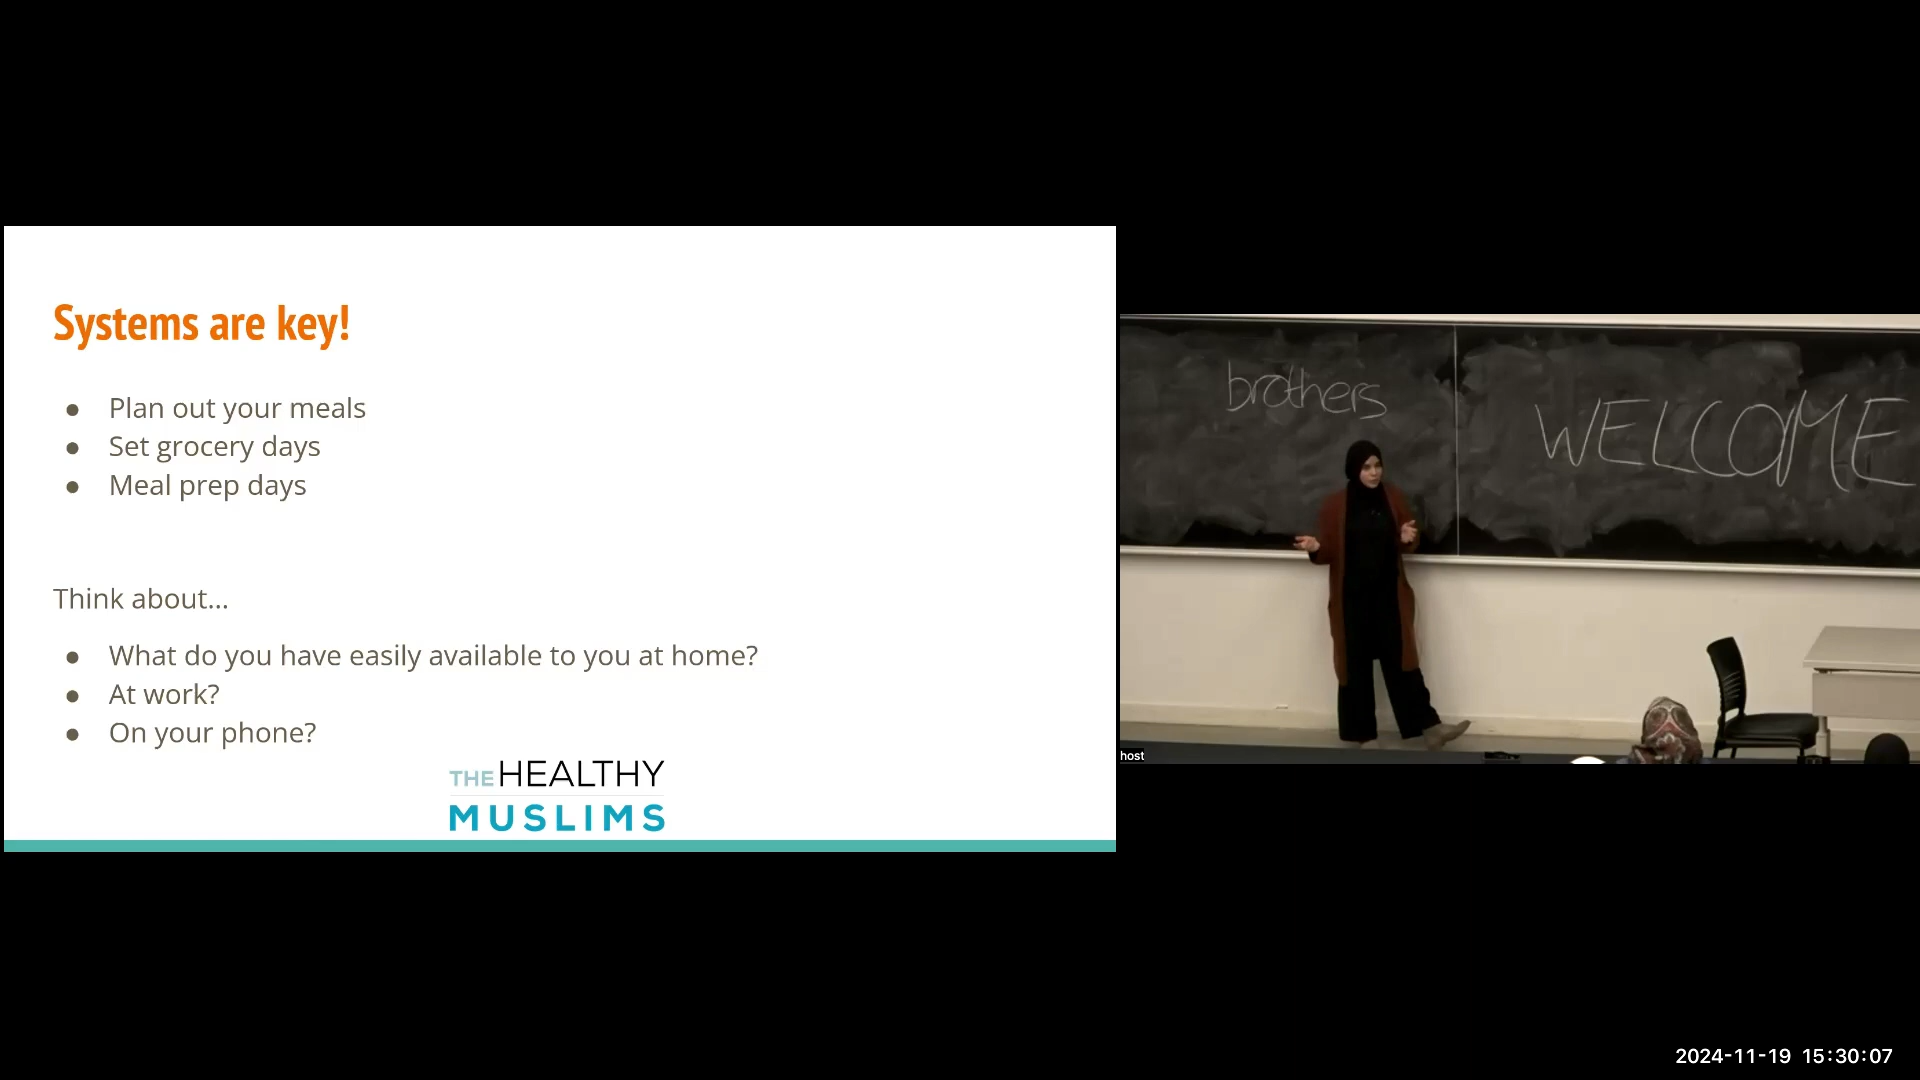 Systems are key!
● Plan out your meals
● Set grocery days
● Meal prep days
Think about...
● What do you have easily available to you at home?
● At work?
● On your phone?
THE HEALTHY
MUSLIMS
brothers
WELCOME
host
2024-11-19 15:30:07